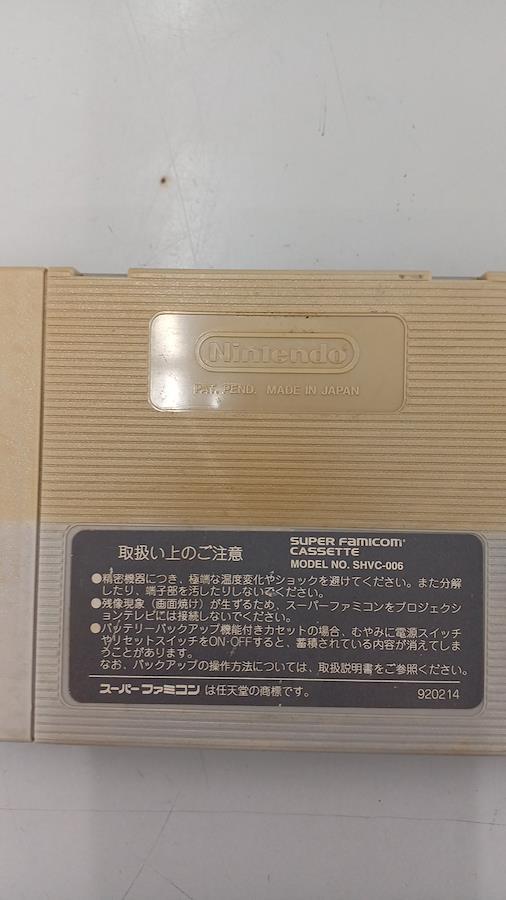 Nintendo
PAT. PEND. MADE IN JAPAN
取扱い上のご注意
SUPER FAMICOM
CASSETTE
MODEL NO. SHVC-006
●精密機器につき、極端な温度変化やショックを避けてください。また分解
したり、端子部を汚したりしないでください。
●残像現象（画面焼け）が生ずるため、スーパーファミコンをプロジェクシ
ョンテレビには接続しないでください。
●バッテリーバックアップ機能付きカセットの場合、むやみに電源スイッチ
やリセットスイッチをON・OFFすると、蓄積されている内容が消えてしま
うことがあります。
なお、バックアップの操作方法については、取扱説明書をご参照ください。
スーパーファミコンは任天堂の商標です。
920214